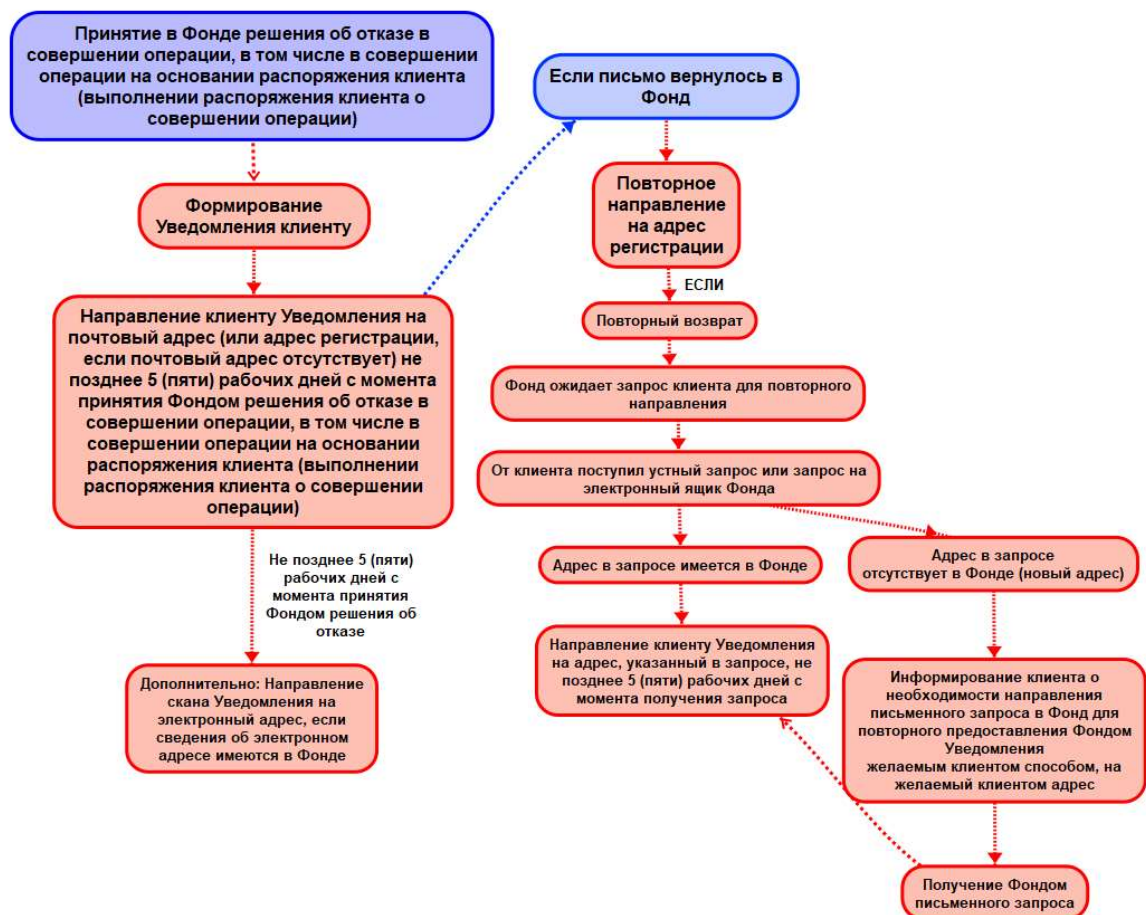 Принятие в Фонде решения об отказе в
совершении операции, в том числе в совершении
операции на основании распоряжения клиента
(выполнении распоряжения клиента о
совершении операции)
Формирование
Уведомления клиенту
Направление клиенту Уведомления на
почтовый адрес (или адрес регистрации,
если почтовый адрес отсутствует) не
позднее 5 (пяти) рабочих дней с момента
принятия Фондом решения об отказе в
совершении операции, в том числе в
совершении операции на основании
распоряжения клиента (выполнении
распоряжения клиента о совершении
операции)
Не позднее 5 (пяти)
рабочих дней с
момента принятия
Фондом решения об
отказе
Дополнительно: Направление
скана Уведомления на
электронный адрес, если
сведения об электронном
адресе имеются в Фонде
Если письмо вернулось в
Фонд
Повторное
направление
на адрес
регистрации
ЕСЛИ
Повторный возврат
Фонд ожидает запрос клиента для повторного
направления
От клиента поступил устный запрос или запрос на
электронный ящик Фонда
Адрес в запросе имеется в Фонде
Направление клиенту Уведомления
на адрес, указанный в запросе, не
позднее 5 (пяти) рабочих дней с
момента получения запроса
Адрес в запросе
отсутствует в Фонде (новый адрес)
Информирование клиента о
необходимости направления
письменного запроса в Фонд для
повторного предоставления Фондом
Уведомления
желаемым клиентом способом, на
желаемый клиентом адрес
Получение Фондом
письменного запроса